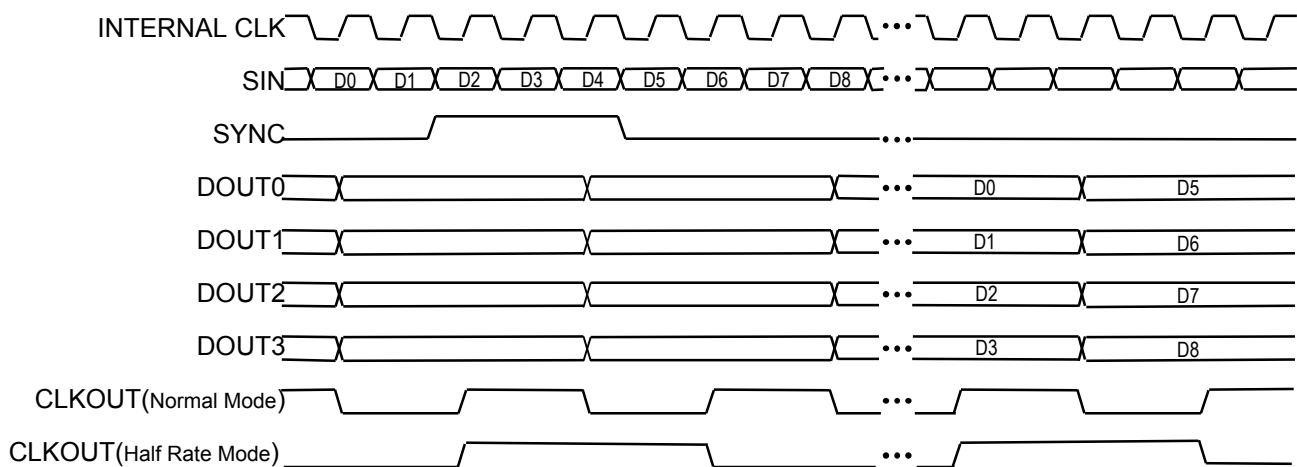 INTERNAL CLK
SIN D0 D1 D2 D3 D4 D5 D6 D7 D8
SYNC
DOUT0 D0 D5
DOUT1 D1 D6
DOUT2 D2 D7
DOUT3 D3 D8
CLKOUT(Normal Mode)
CLKOUT(Half Rate Mode)